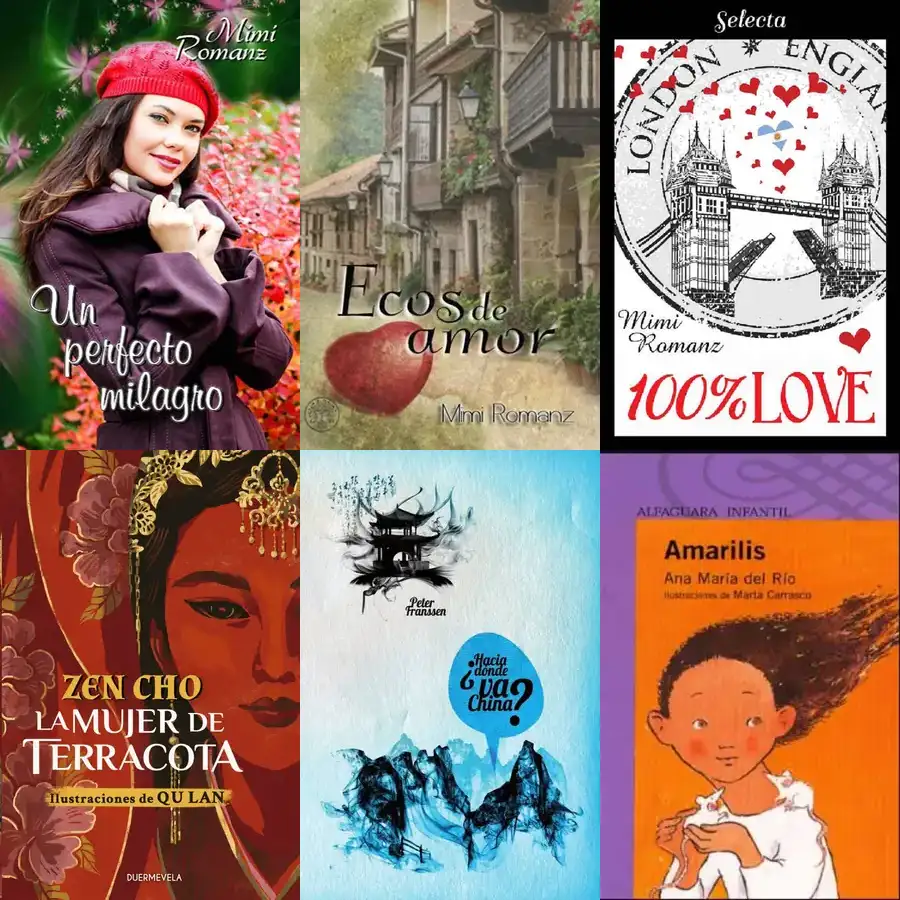 Mimi
Romanz
Un
perfecto
milagro
Ecos de
amor
Mimi Romanz
Selecta
LONDON ★ ENGLAN
Mimi
Romanz
100% LOVE
ZEN CHO
LA MUJER DE
TERRACOTA
Ilustraciones de QU LAN
DUERMEVELA
Peter
Franssen
¿Hacia
dónde
va
China?
ALFAGUARA INFANTIL
Amarilis
Ana María del Río
Ilustraciones de Marta Carrasco